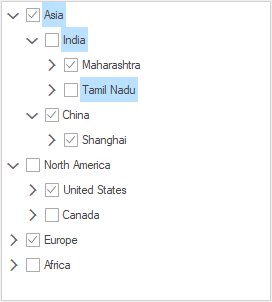 Asia
India
Maharashtra
Tamil Nadu
China
Shanghai
North America
United States
Canada
Europe
Africa